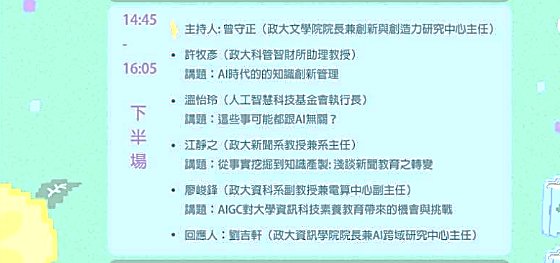 14:45
-
16:05
下半場
主持人: 曾守正（政大文學院院長兼創新與創造力研究中心主任）
• 許牧彥（政大科管智財所助理教授）
講題：AI時代的的知識創新管理
• 溫怡玲（人工智慧科技基金會執行長）
講題：這些事可能都跟AI無關？
• 江靜之（政大新聞系教授兼系主任）
講題：從事實挖掘到知識產製: 淺談新聞教育之轉變
• 廖峻鋒（政大資科系副教授兼電算中心副主任）
講題：AIGC對大學資訊科技素養教育帶來的機會與挑戰
• 回應人：劉吉軒（政大資訊學院院長兼AI跨域研究中心主任）